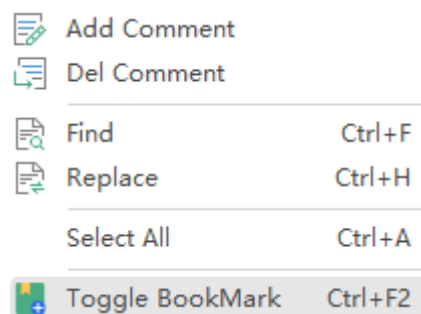 Add Comment
Del Comment
Find Ctrl+F
Replace Ctrl+H
Select All Ctrl+A
Toggle BookMark Ctrl+F2